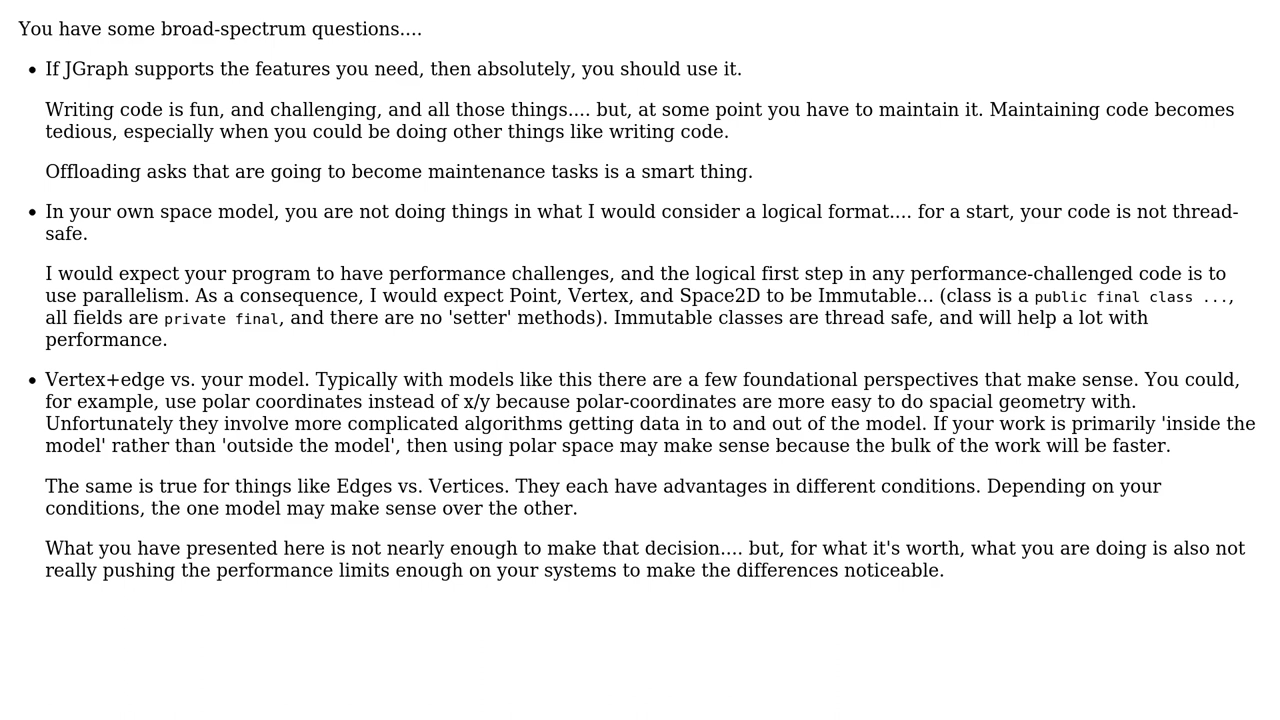 You have some broad-spectrum questions....
• If JGraph supports the features you need, then absolutely, you should use it.
Writing code is fun, and challenging, and all those things.... but, at some point you have to maintain it. Maintaining code becomes
tedious, especially when you could be doing other things like writing code.
Offloading asks that are going to become maintenance tasks is a smart thing.
• In your own space model, you are not doing things in what I would consider a logical format.... for a start, your code is not thread-
safe.
I would expect your program to have performance challenges, and the logical first step in any performance-challenged code is to
use parallelism. As a consequence, I would expect Point, Vertex, and Space2D to be Immutable... (class is a public final class ...,
all fields are private final, and there are no 'setter' methods). Immutable classes are thread safe, and will help a lot with
performance.
• Vertex+edge vs. your model. Typically with models like this there are a few foundational perspectives that make sense. You could,
for example, use polar coordinates instead of x/y because polar-coordinates are more easy to do spacial geometry with.
Unfortunately they involve more complicated algorithms getting data in to and out of the model. If your work is primarily 'inside the
model' rather than 'outside the model', then using polar space may make sense because the bulk of the work will be faster.
The same is true for things like Edges vs. Vertices. They each have advantages in different conditions. Depending on your
conditions, the one model may make sense over the other.
What you have presented here is not nearly enough to make that decision.... but, for what it's worth, what you are doing is also not
really pushing the performance limits enough on your systems to make the differences noticeable.